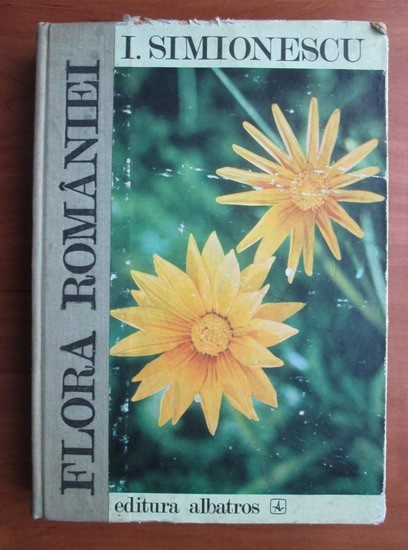 I. SIMIONESCU
FLORA ROMÂNIEI
editura albatros